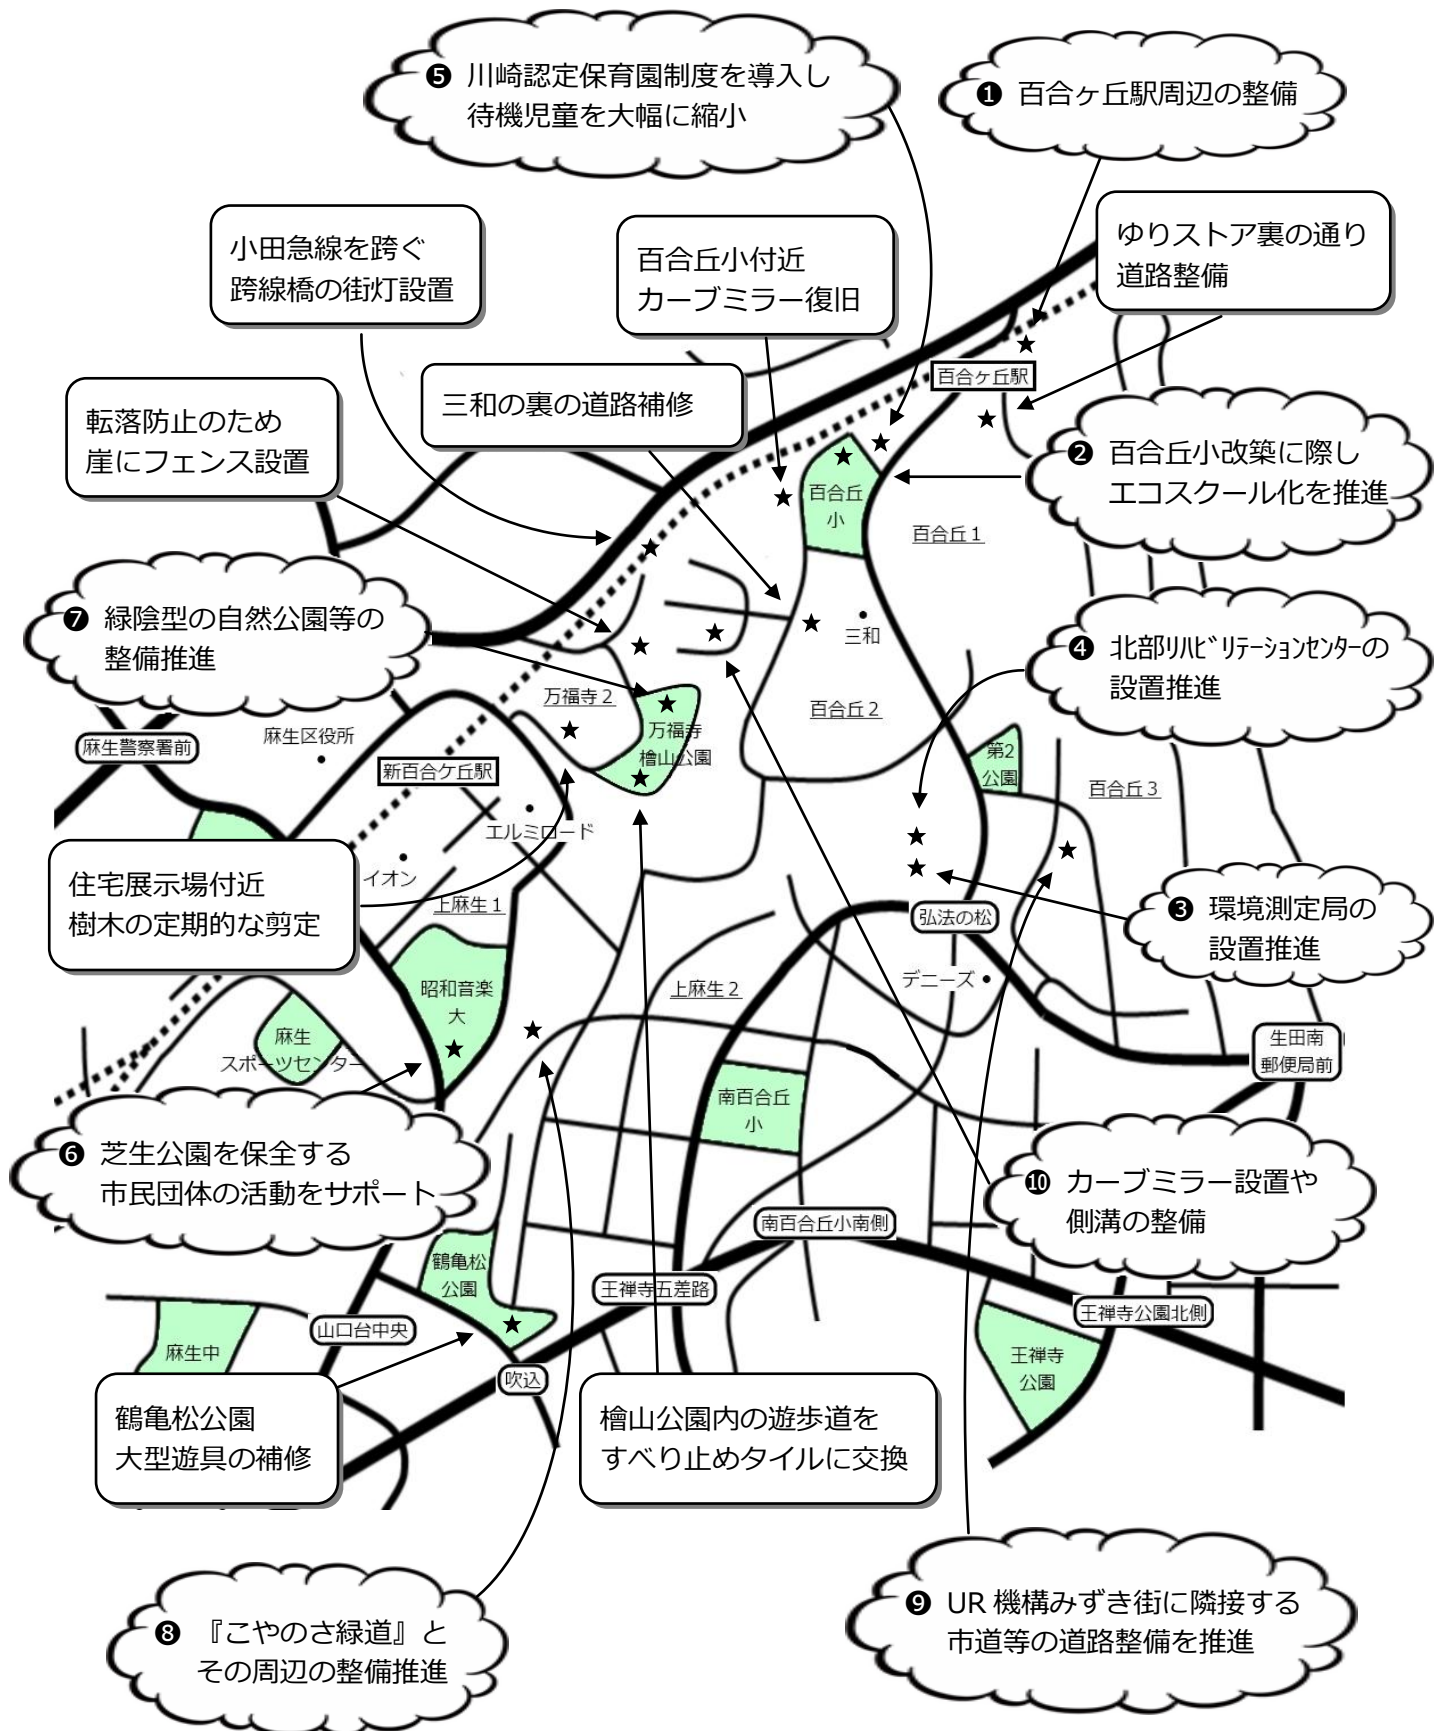 ❺ 川崎認定保育園制度を導入し
待機児童を大幅に縮小
❶ 百合ヶ丘駅周辺の整備
小田急線を跨ぐ
跨線橋の街灯設置
百合丘小付近
カーブミラー復旧
ゆりストア裏の通り
道路整備
百合ヶ丘駅
転落防止のため
崖にフェンス設置
三和の裏の道路補修
❷ 百合丘小改築に際し
エコスクール化を推進
百合丘
小
百合丘1
❼ 緑陰型の自然公園等の
整備推進
三和
❹ 北部ﾘﾊﾋﾞﾘﾃｰｼｮﾝｾﾝﾀｰの
設置推進
万福寺2
百合丘2
万福寺
檜山公園
麻生警察署前
麻生区役所
新百合ケ丘駅
第2
公園
百合丘3
エルミロード
イオン
上麻生1
住宅展示場付近
樹木の定期的な剪定
弘法の松
❸ 環境測定局の
設置推進
デニーズ
昭和音楽
大
上麻生2
麻生
スポーツセンター
生田南
郵便局前
南百合丘
小
❻ 芝生公園を保全する
市民団体の活動をサポート
❿ カーブミラー設置や
側溝の整備
南百合丘小南側
鶴亀松
公園
王禅寺五差路
王禅寺公園北側
山口台中央
麻生中
王禅寺
公園
吹込
鶴亀松公園
大型遊具の補修
檜山公園内の遊歩道を
すべり止めタイルに交換
❾ UR機構みずき街に隣接する
市道等の道路整備を推進
❽ 『こやのさ緑道』と
その周辺の整備推進